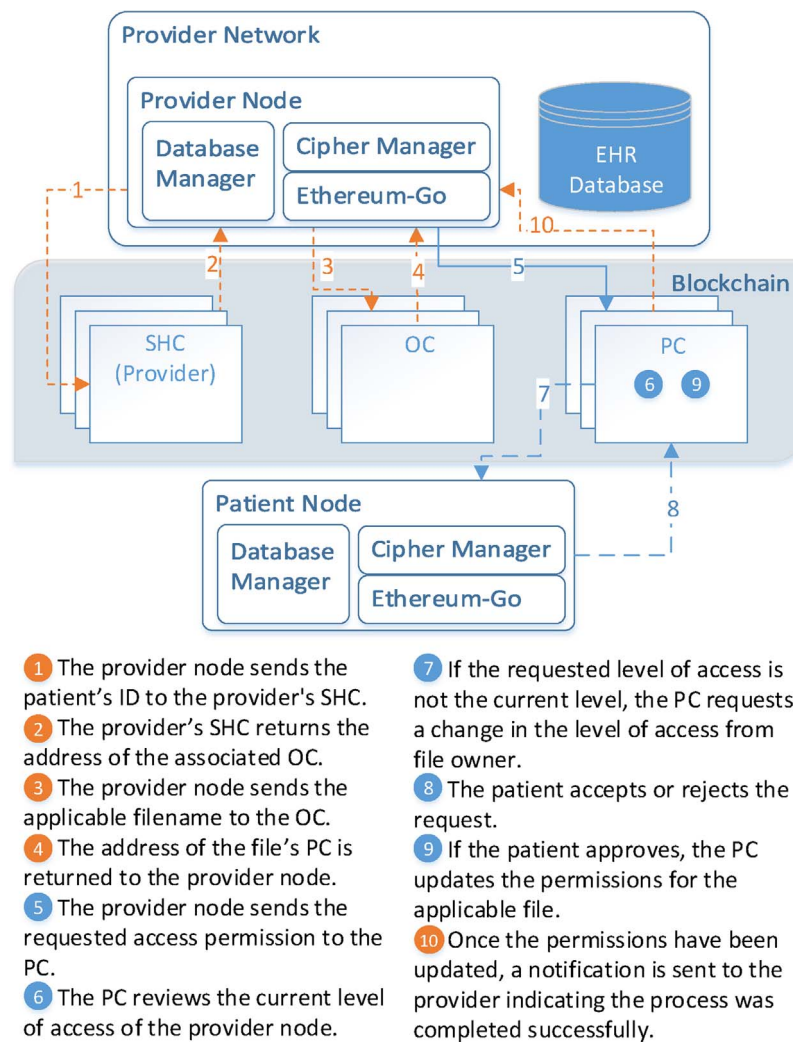 Provider Network
Provider Node
Database
Manager
Cipher Manager
Ethereum-Go
EHR
Database
1
2
3
4
5
10
Blockchain
SHC
(Provider)
OC
PC
6
9
7
8
Patient Node
Database
Manager
Cipher Manager
Ethereum-Go
1 The provider node sends the
patient’s ID to the provider's SHC.
2 The provider’s SHC returns the
address of the associated OC.
3 The provider node sends the
applicable filename to the OC.
4 The address of the file’s PC is
returned to the provider node.
5 The provider node sends the
requested access permission to the
PC.
6 The PC reviews the current level
of access of the provider node.
7 If the requested level of access is
not the current level, the PC requests
a change in the level of access from
file owner.
8 The patient accepts or rejects the
request.
9 If the patient approves, the PC
updates the permissions for the
applicable file.
10 Once the permissions have been
updated, a notification is sent to the
provider indicating the process was
completed successfully.